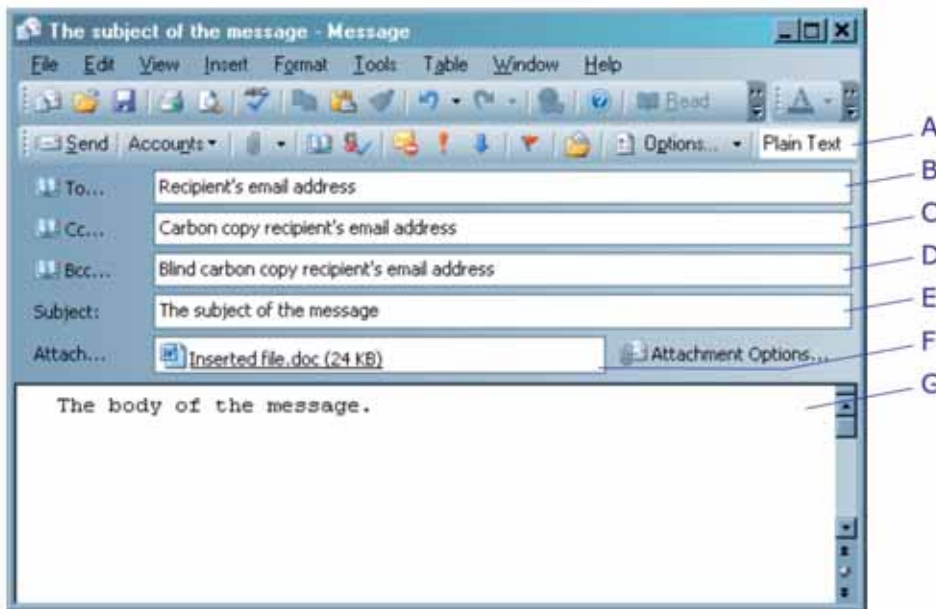 The subject of the message - Message
File Edit View Insert Format Tools Table Window Help
Read A
Send Accounts Options... Plain Text A
To... Recipient's email address B
Cc... Carbon copy recipient's email address C
Bcc... Blind carbon copy recipient's email address D
Subject: The subject of the message E
Attach... Inserted file.doc (24 KB) Attachment Options... F
The body of the message. G